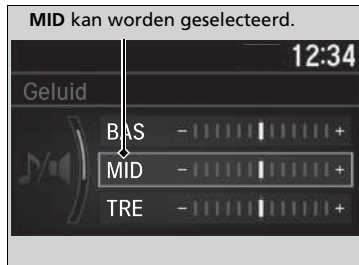 MID kan worden geselecteerd.
12:34
Geluid
BAS - +
MID - +
TRE - +